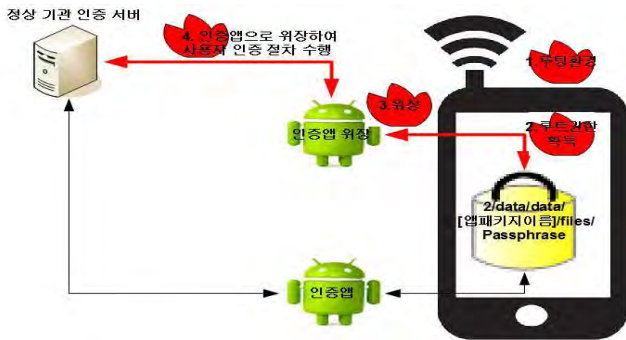 정상 기관 인증 서버
4. 인증앱으로 위장하여
사용자 인증 절차 수행
1.루팅환경
3.위장
인증앱 위장
2.루트권한
획득
2/data/data/
[앱패키지이름]/files/
Passphrase
인증앱